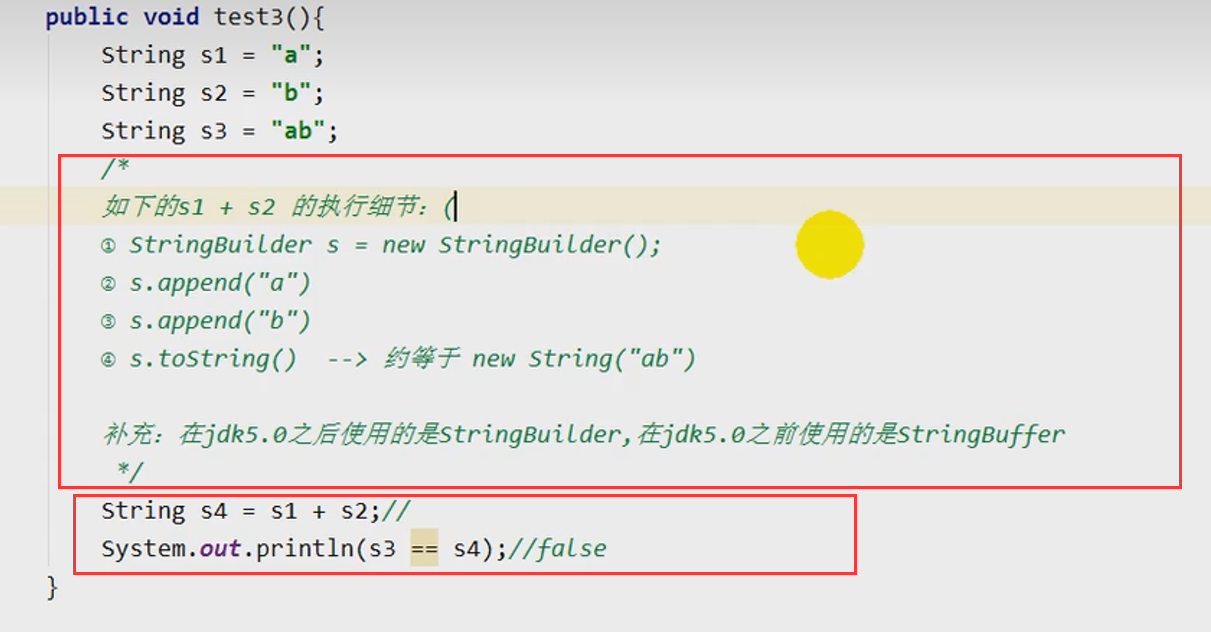 public void test3(){
String s1 = "a";
String s2 = "b";
String s3 = "ab";
/*
如下的s1 + s2 的执行细节：(
① StringBuilder s = new StringBuilder();
② s.append("a")
③ s.append("b")
④ s.toString()  --> 约等于 new String("ab")
补充：在jdk5.0之后使用的是StringBuilder,在jdk5.0之前使用的是StringBuffer
*/
String s4 = s1 + s2;//
System.out.println(s3 == s4);//false
}